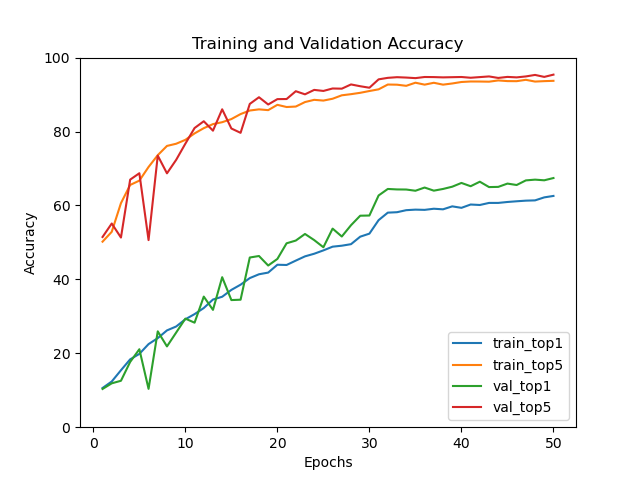 Training and Validation Accuracy
100
80
60
40
20
0
Accuracy
0 10 20 30 40 50
Epochs
train_top1
train_top5
val_top1
val_top5